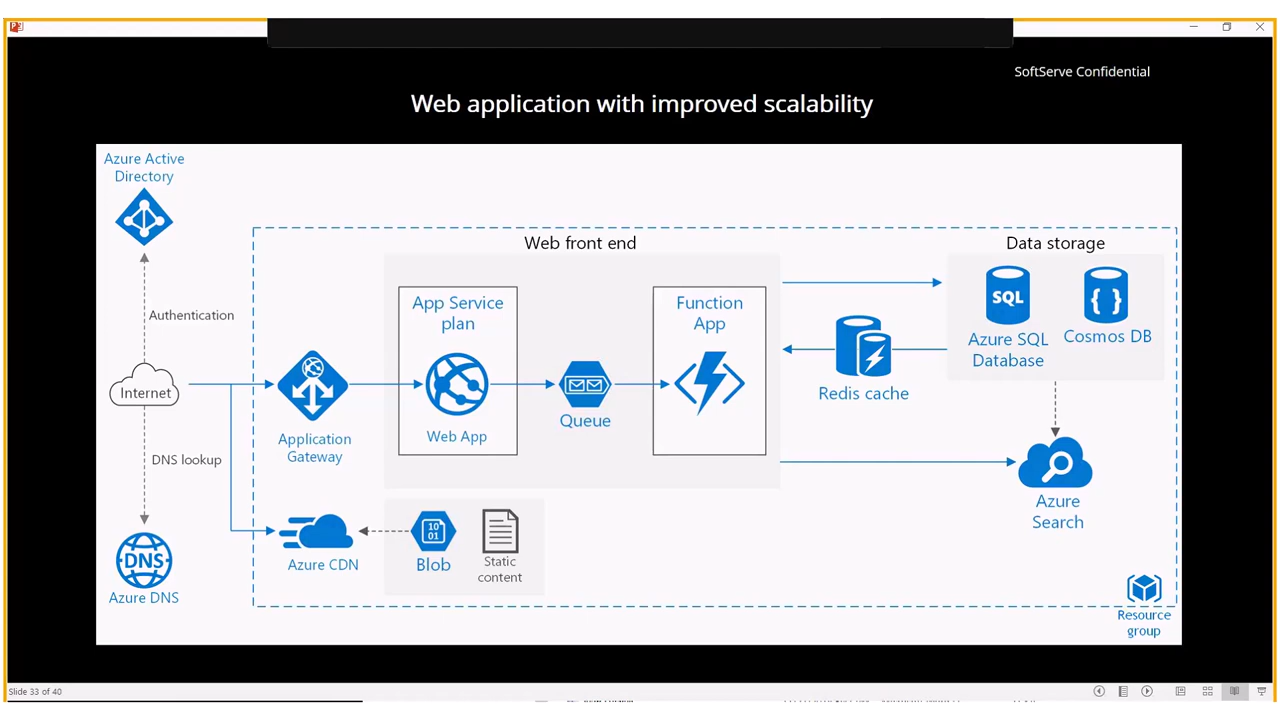 SoftServe Confidential
Web application with improved scalability
Azure Active
Directory
Authentication
Internet
DNS lookup
DNS
Azure DNS
Web front end
Data storage
App Service
plan
Web App
Application
Gateway
Queue
Function
App
Redis cache
SQL
Azure SQL
Database
{ }
Cosmos DB
Azure
Search
Azure CDN
10
01
Blob
Static
content
Resource
group
Slide 33 of 40